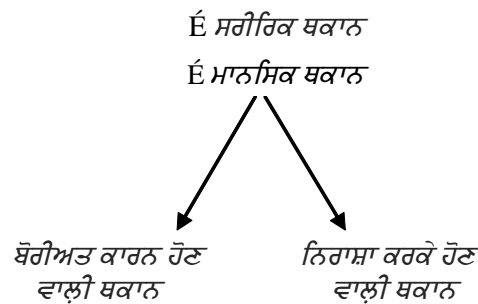 É ਸਰੀਰਿਕ ਥਕਾਨ
É ਮਾਨਸਿਕ ਥਕਾਨ
ਬੋਰੀਅਤ ਕਾਰਨ ਹੋਣ
ਵਾਲ਼ੀ ਥਕਾਨ
ਨਿਰਾਸ਼ਾ ਕਰਕੇ ਹੋਣ
ਵਾਲ਼ੀ ਥਕਾਨ